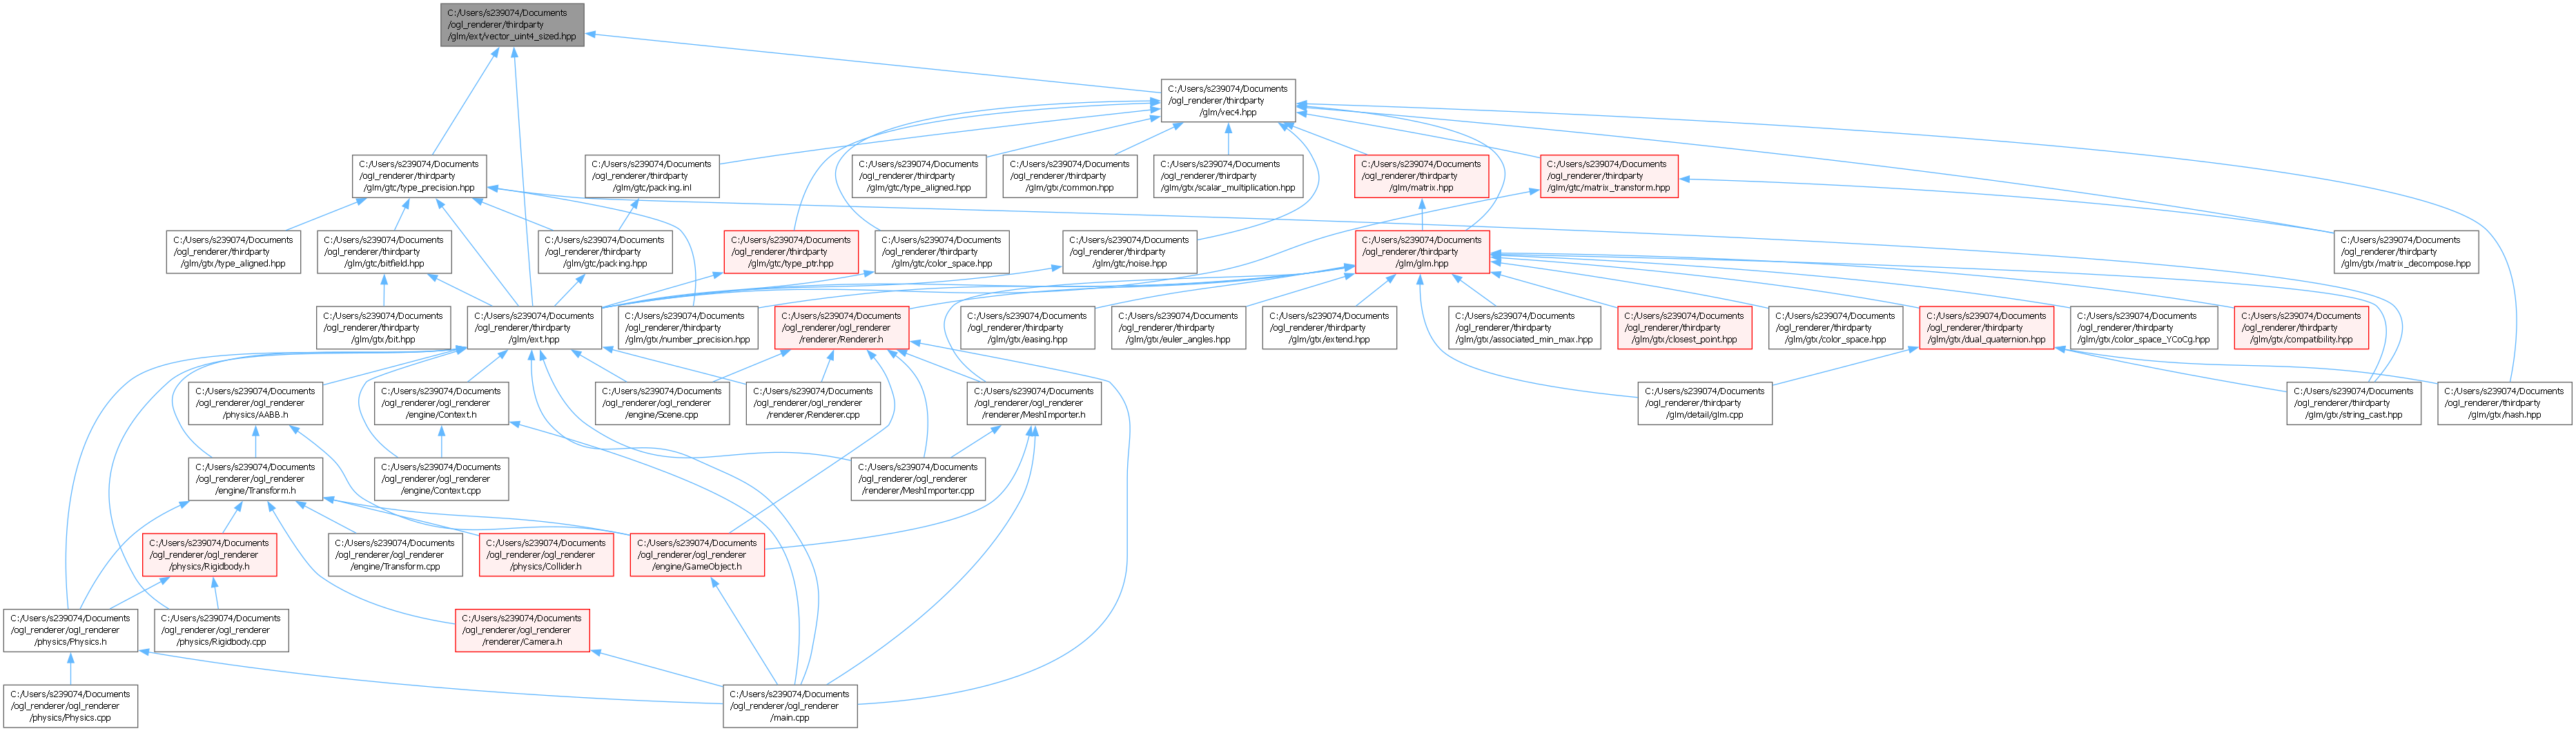 C:/Users/s239074/Documents
/ogl_renderer/thirdparty
/glm/ext/vector_uint4_sized.hpp
C:/Users/s239074/Documents
/ogl_renderer/thirdparty
/glm/vec4.hpp
C:/Users/s239074/Documents
/ogl_renderer/thirdparty
/glm/gtc/type_precision.hpp
C:/Users/s239074/Documents
/ogl_renderer/thirdparty
/glm/gtc/packing.inl
C:/Users/s239074/Documents
/ogl_renderer/thirdparty
/glm/gtc/type_aligned.hpp
C:/Users/s239074/Documents
/ogl_renderer/thirdparty
/glm/gtx/common.hpp
C:/Users/s239074/Documents
/ogl_renderer/thirdparty
/glm/gtx/scalar_multiplication.hpp
C:/Users/s239074/Documents
/ogl_renderer/thirdparty
/glm/matrix.hpp
C:/Users/s239074/Documents
/ogl_renderer/thirdparty
/glm/gtc/matrix_transform.hpp
C:/Users/s239074/Documents
/ogl_renderer/thirdparty
/glm/gtx/type_aligned.hpp
C:/Users/s239074/Documents
/ogl_renderer/thirdparty
/glm/gtc/bitfield.hpp
C:/Users/s239074/Documents
/ogl_renderer/thirdparty
/glm/gtc/packing.hpp
C:/Users/s239074/Documents
/ogl_renderer/thirdparty
/glm/gtc/type_ptr.hpp
C:/Users/s239074/Documents
/ogl_renderer/thirdparty
/glm/gtc/color_space.hpp
C:/Users/s239074/Documents
/ogl_renderer/thirdparty
/glm/gtc/noise.hpp
C:/Users/s239074/Documents
/ogl_renderer/thirdparty
/glm/glm.hpp
C:/Users/s239074/Documents
/ogl_renderer/thirdparty
/glm/gtx/matrix_decompose.hpp
C:/Users/s239074/Documents
/ogl_renderer/thirdparty
/glm/gtx/bit.hpp
C:/Users/s239074/Documents
/ogl_renderer/thirdparty
/glm/ext.hpp
C:/Users/s239074/Documents
/ogl_renderer/thirdparty
/glm/gtx/number_precision.hpp
C:/Users/s239074/Documents
/ogl_renderer/ogl_renderer
/renderer/Renderer.h
C:/Users/s239074/Documents
/ogl_renderer/thirdparty
/glm/gtx/easing.hpp
C:/Users/s239074/Documents
/ogl_renderer/thirdparty
/glm/gtx/euler_angles.hpp
C:/Users/s239074/Documents
/ogl_renderer/thirdparty
/glm/gtx/extend.hpp
C:/Users/s239074/Documents
/ogl_renderer/thirdparty
/glm/gtx/associated_min_max.hpp
C:/Users/s239074/Documents
/ogl_renderer/thirdparty
/glm/gtx/closest_point.hpp
C:/Users/s239074/Documents
/ogl_renderer/thirdparty
/glm/gtx/color_space.hpp
C:/Users/s239074/Documents
/ogl_renderer/thirdparty
/glm/gtx/dual_quaternion.hpp
C:/Users/s239074/Documents
/ogl_renderer/thirdparty
/glm/gtx/color_space_YCoCg.hpp
C:/Users/s239074/Documents
/ogl_renderer/thirdparty
/glm/gtx/compatibility.hpp
C:/Users/s239074/Documents
/ogl_renderer/ogl_renderer
/physics/AABB.h
C:/Users/s239074/Documents
/ogl_renderer/ogl_renderer
/engine/Context.h
C:/Users/s239074/Documents
/ogl_renderer/ogl_renderer
/engine/Scene.cpp
C:/Users/s239074/Documents
/ogl_renderer/ogl_renderer
/renderer/Renderer.cpp
C:/Users/s239074/Documents
/ogl_renderer/ogl_renderer
/renderer/MeshImporter.h
C:/Users/s239074/Documents
/ogl_renderer/thirdparty
/glm/detail/glm.cpp
C:/Users/s239074/Documents
/ogl_renderer/thirdparty
/glm/gtx/string_cast.hpp
C:/Users/s239074/Documents
/ogl_renderer/thirdparty
/glm/gtx/hash.hpp
C:/Users/s239074/Documents
/ogl_renderer/ogl_renderer
/engine/Transform.h
C:/Users/s239074/Documents
/ogl_renderer/ogl_renderer
/engine/Context.cpp
C:/Users/s239074/Documents
/ogl_renderer/ogl_renderer
/renderer/MeshImporter.cpp
C:/Users/s239074/Documents
/ogl_renderer/ogl_renderer
/physics/Rigidbody.h
C:/Users/s239074/Documents
/ogl_renderer/ogl_renderer
/engine/Transform.cpp
C:/Users/s239074/Documents
/ogl_renderer/ogl_renderer
/physics/Collider.h
C:/Users/s239074/Documents
/ogl_renderer/ogl_renderer
/engine/GameObject.h
C:/Users/s239074/Documents
/ogl_renderer/ogl_renderer
/physics/Physics.h
C:/Users/s239074/Documents
/ogl_renderer/ogl_renderer
/physics/Rigidbody.cpp
C:/Users/s239074/Documents
/ogl_renderer/ogl_renderer
/renderer/Camera.h
C:/Users/s239074/Documents
/ogl_renderer/ogl_renderer
/physics/Physics.cpp
C:/Users/s239074/Documents
/ogl_renderer/ogl_renderer
/main.cpp